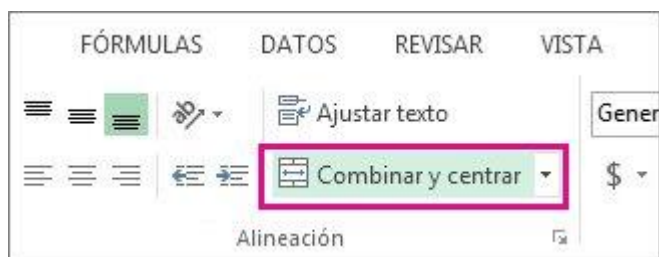 FÓRMULAS DATOS REVISAR VISTA
Ajustar texto
Gener
Combinar y centrar
$
Alineación